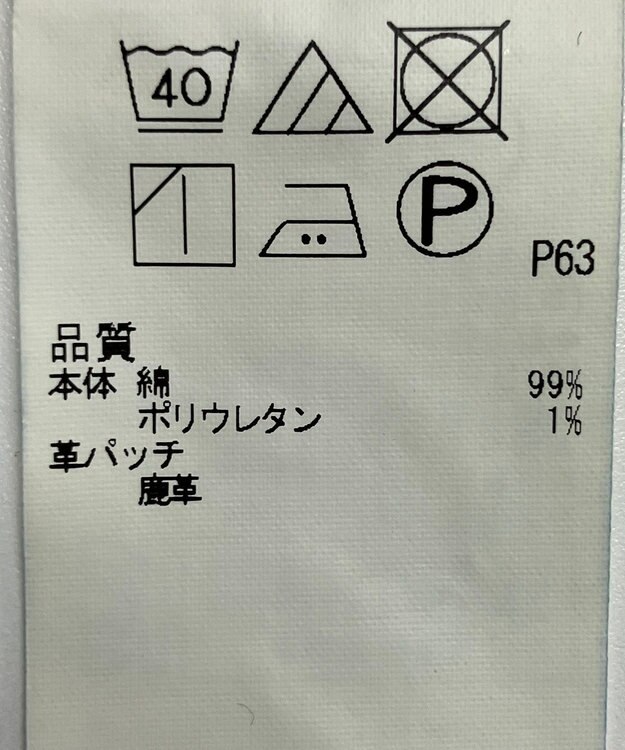 40
P
P63
品質
本体 綿 99%
ポリウレタン 1%
革パッチ
鹿革